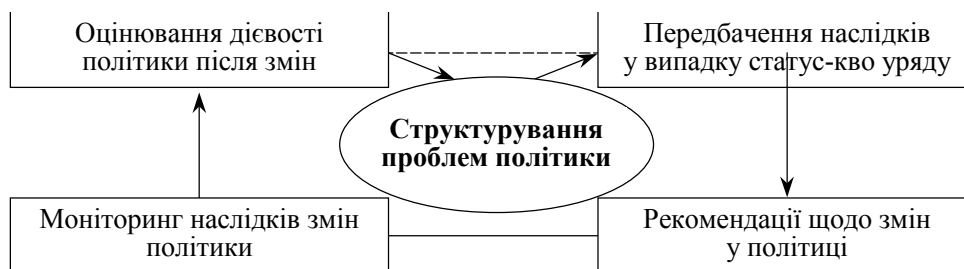 Оцінювання дієвості
політики після змін
Передбачення наслідків
у випадку статус-кво уряду
Структурування
проблем політики
Моніторинг наслідків змін
політики
Рекомендації щодо змін
у політиці